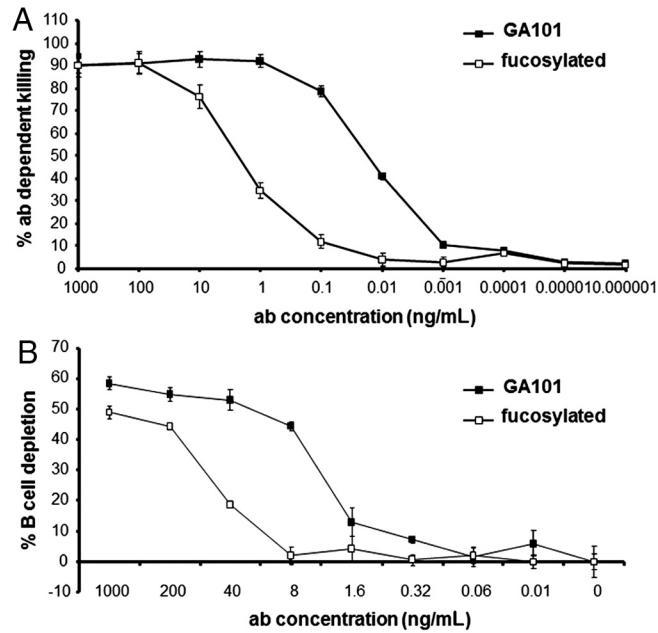 A
110
100
90
80
70
60
50
40
30
20
10
0
% ab dependent killing
GA101
fucosylated
1000 100 10 1 0.1 0.01 0.001 0.0001 0.00001 0.000001
ab concentration (ng/mL)
B
70
60
50
40
30
20
10
0
-10
% B cell depletion
GA101
fucosylated
1000 200 40 8 1.6 0.32 0.06 0.01 0
ab concentration (ng/mL)